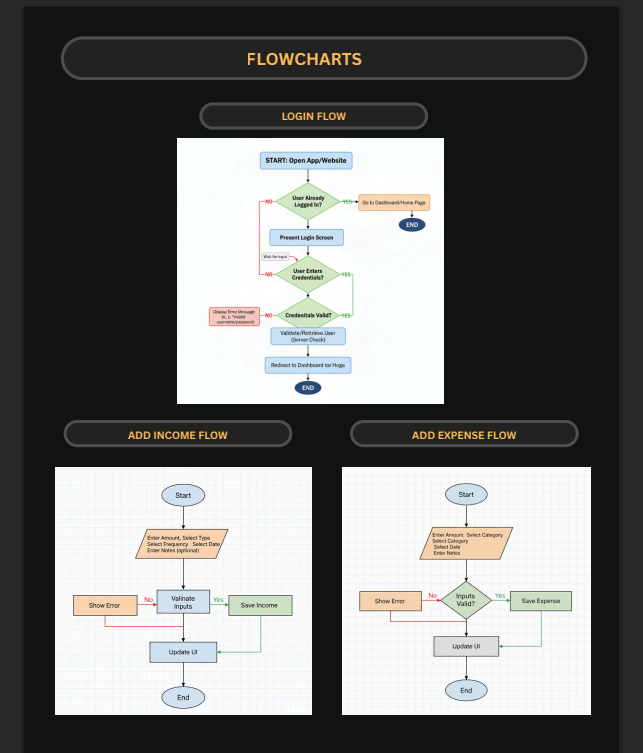 FLOWCHARTS
LOGIN FLOW
START: Open App/Website
User Already
Logged In?
NO
YES
Go to Dashboard/Home Page
END
Present Login Screen
Wait for input
User Enters
Credentials?
NO
YES
Display Error Message
(e.,), "Invalid
username/password)
NO
Credenitals Valid?
YES
Validate/Rettrieve User
(Server Check)
Redirect to Dashboard tor Hoge
END
ADD INCOME FLOW
Start
Enter Amount, Select Type
Select Frequency Select Date
Enter Notes (optional)
Show Error
No
Valinate
Inputs
Yes
Save Income
Update UI
End
ADD EXPENSE FLOW
Start
Enter Amount Select Category
Select Category
Select Date
Enter Notes
Show Error
No
Inputs
Valid?
Yes
Save Expense
Update UI
End